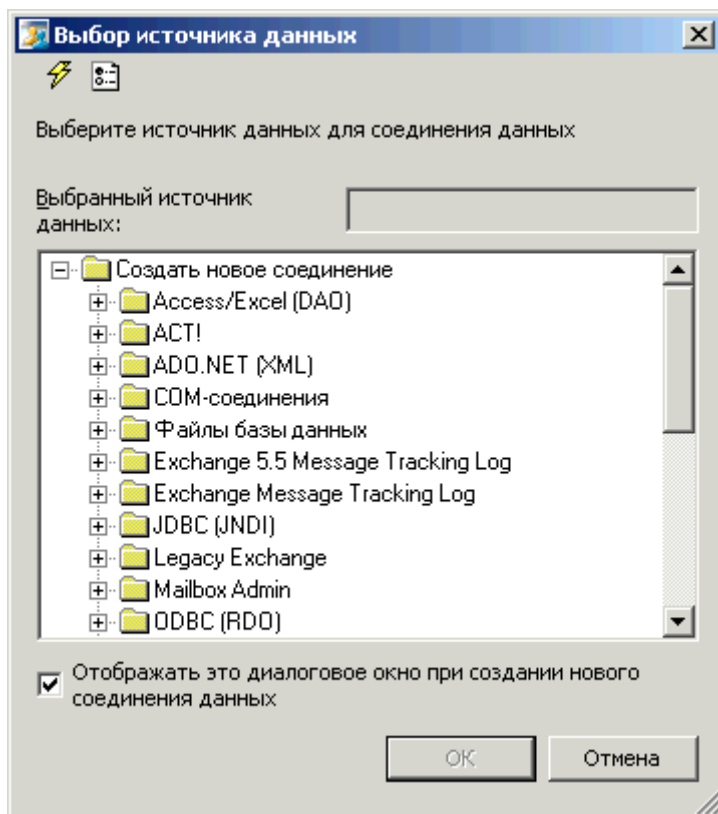 Выбор источника данных
Выберите источник данных для соединения данных
Выбранный источник
данных:
Создать новое соединение
Access/Excel (DAO)
ACT!
ADO.NET (XML)
COM-соединения
Файлы базы данных
Exchange 5.5 Message Tracking Log
Exchange Message Tracking Log
JDBC (JNDI)
Legacy Exchange
Mailbox Admin
ODBC (RDO)
Отображать это диалоговое окно при создании нового
соединения данных
OK
Отмена